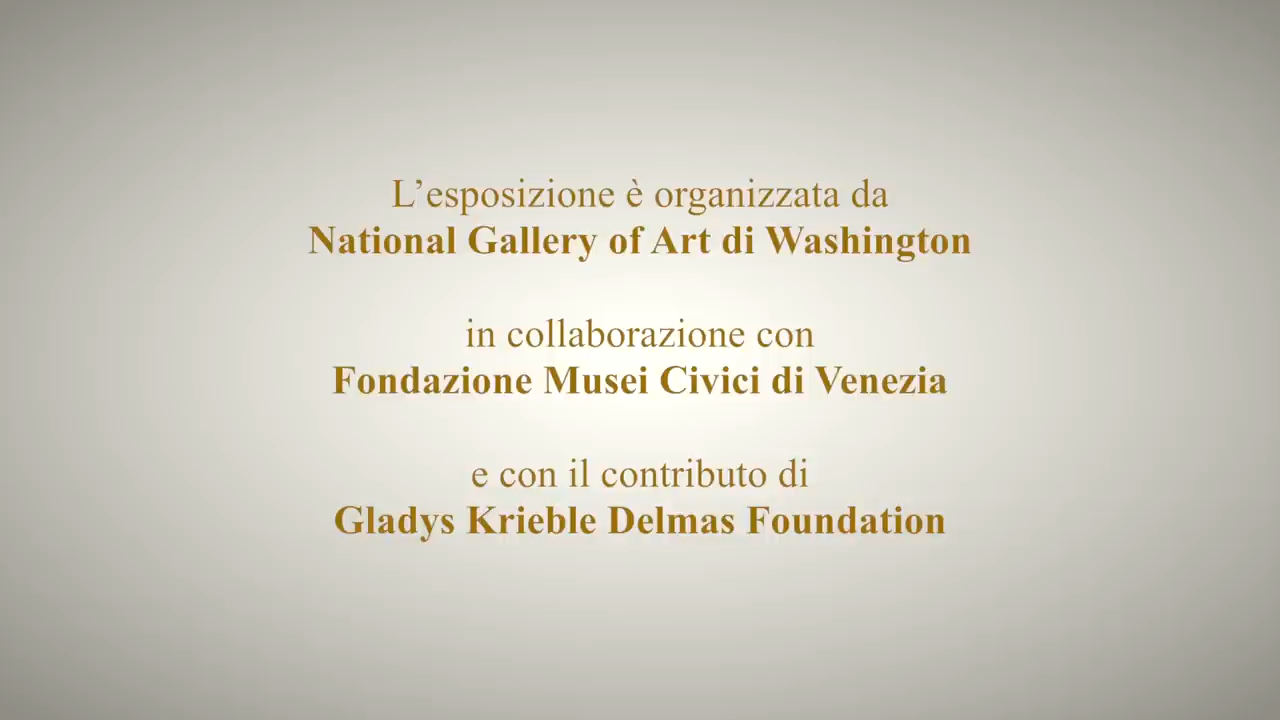 L’esposizione è organizzata da
National Gallery of Art di Washington
in collaborazione con
Fondazione Musei Civici di Venezia
e con il contributo di
Gladys Krieble Delmas Foundation